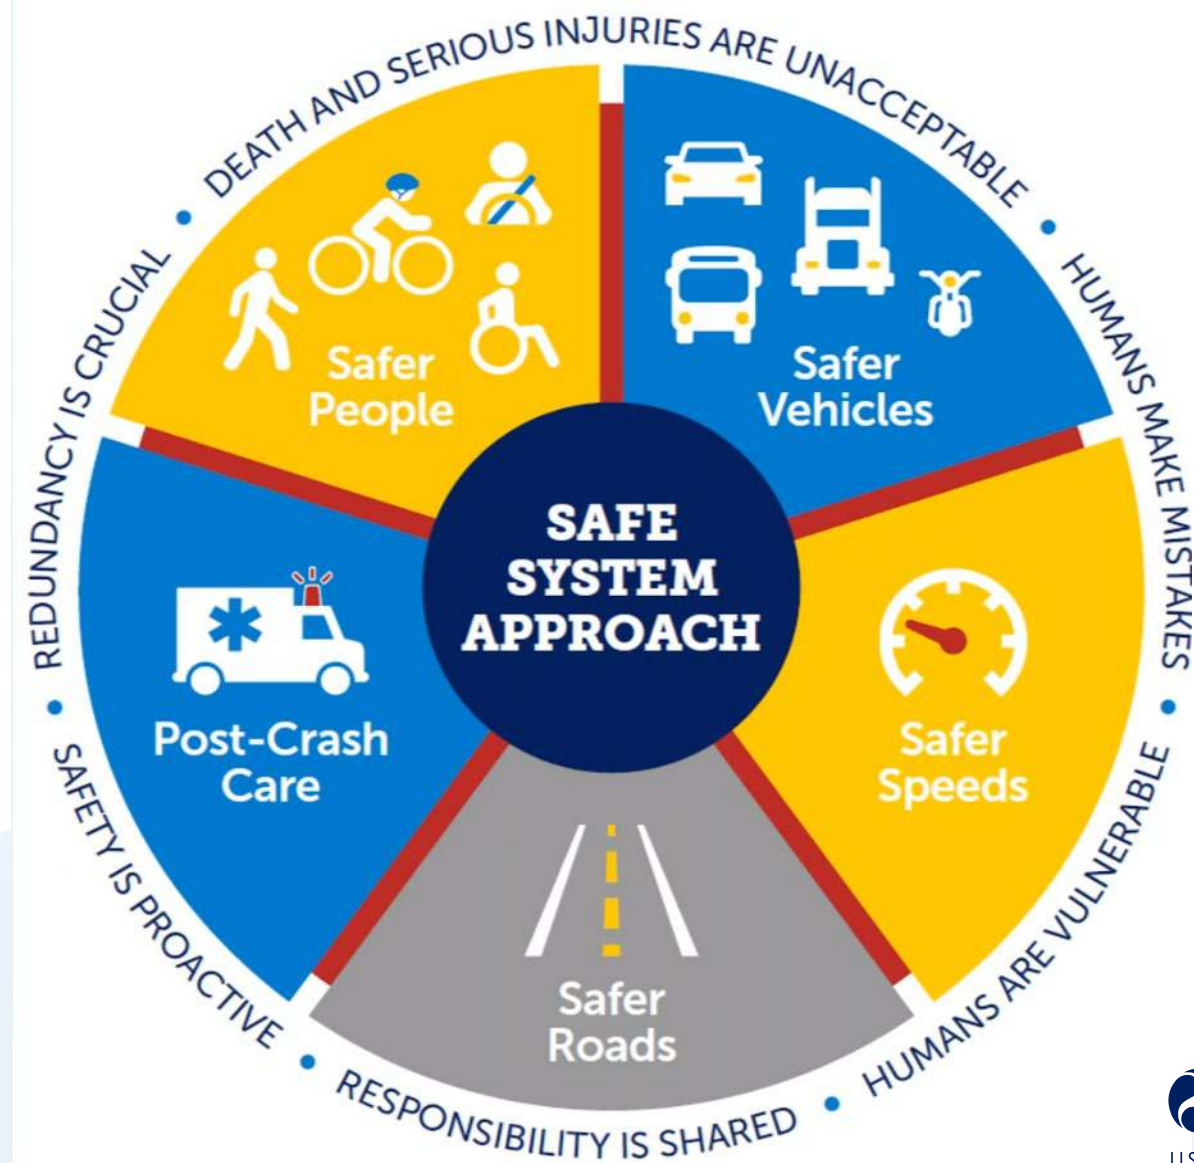 DEATH AND SERIOUS INJURIES ARE UNACCEPTABLE
HUMANS MAKE MISTAKES
HUMANS ARE VULNERABLE
RESPONSIBILITY IS SHARED
SAFETY IS PROACTIVE
REDUNDANCY IS CRUCIAL
Safer
People
Safer
Vehicles
SAFE
SYSTEM
APPROACH
Safer
Speeds
Post-Crash
Care
Safer
Roads